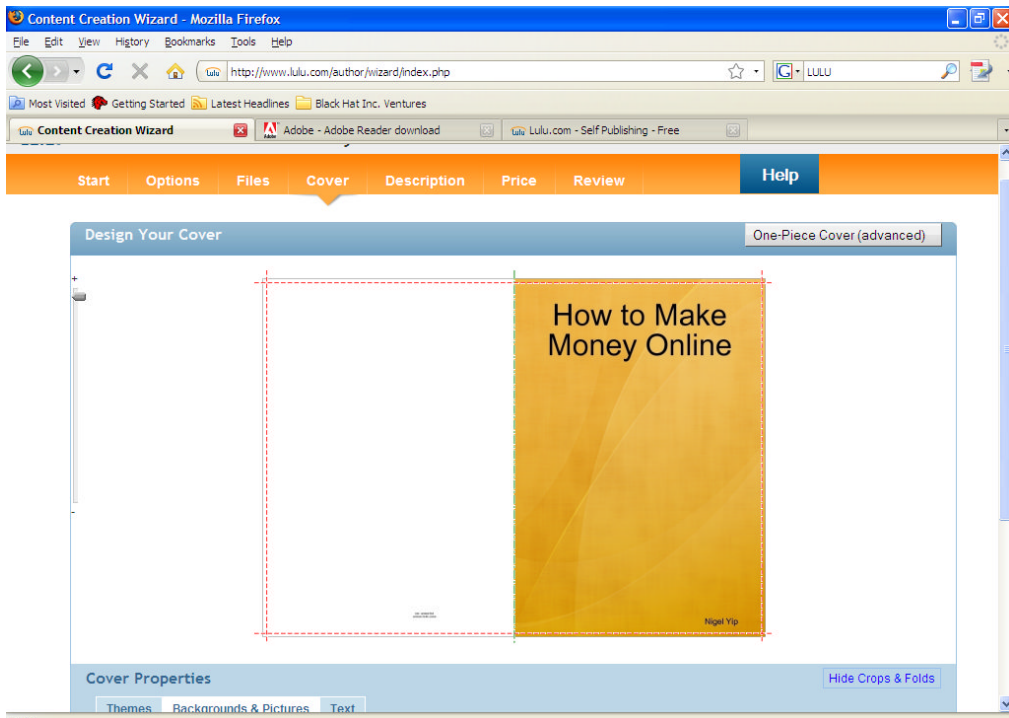 Content Creation Wizard - Mozilla Firefox
File Edit View History Bookmarks Tools Help
http://www.lulu.com/author/wizard/index.php
G LULU
Most Visited Getting Started Latest Headlines Black Hat Inc. Ventures
Lulu Content Creation Wizard Adobe Adobe - Adobe Reader download Lulu Lulu.com - Self Publishing - Free
Start Options Files Cover Description Price Review Help
Design Your Cover One-Piece Cover (advanced)
+
How to Make
Money Online
-
Nigel Yip
Cover Properties Hide Crops & Folds
Themes Backgrounds & Pictures Text